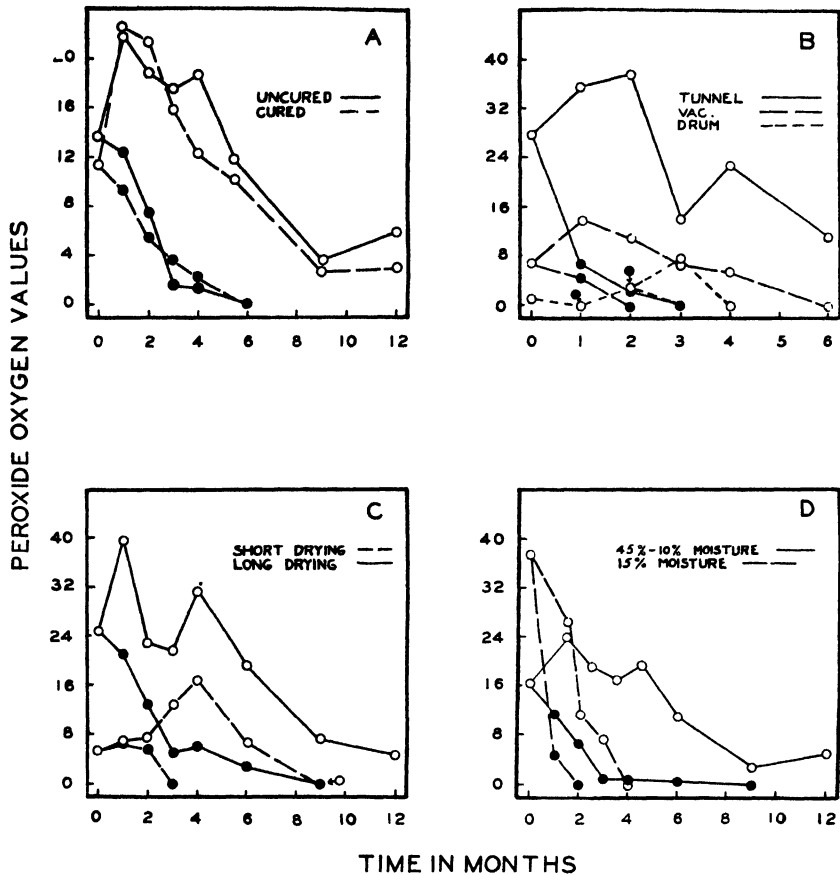 PEROXIDE OXYGEN VALUES
A
20
16
12
8
4
0
UNCURED
CURED
0 2 4 6 8 10 12
B
40
32
24
16
8
0
TUNNEL
VAC.
DRUM
0 1 2 3 4 5 6
C
40
32
24
16
8
0
SHORT DRYING
LONG DRYING
0 2 4 6 8 10 12
D
40
32
24
16
8
0
45%-10% MOISTURE
15% MOISTURE
0 2 4 6 8 10 12
TIME IN MONTHS